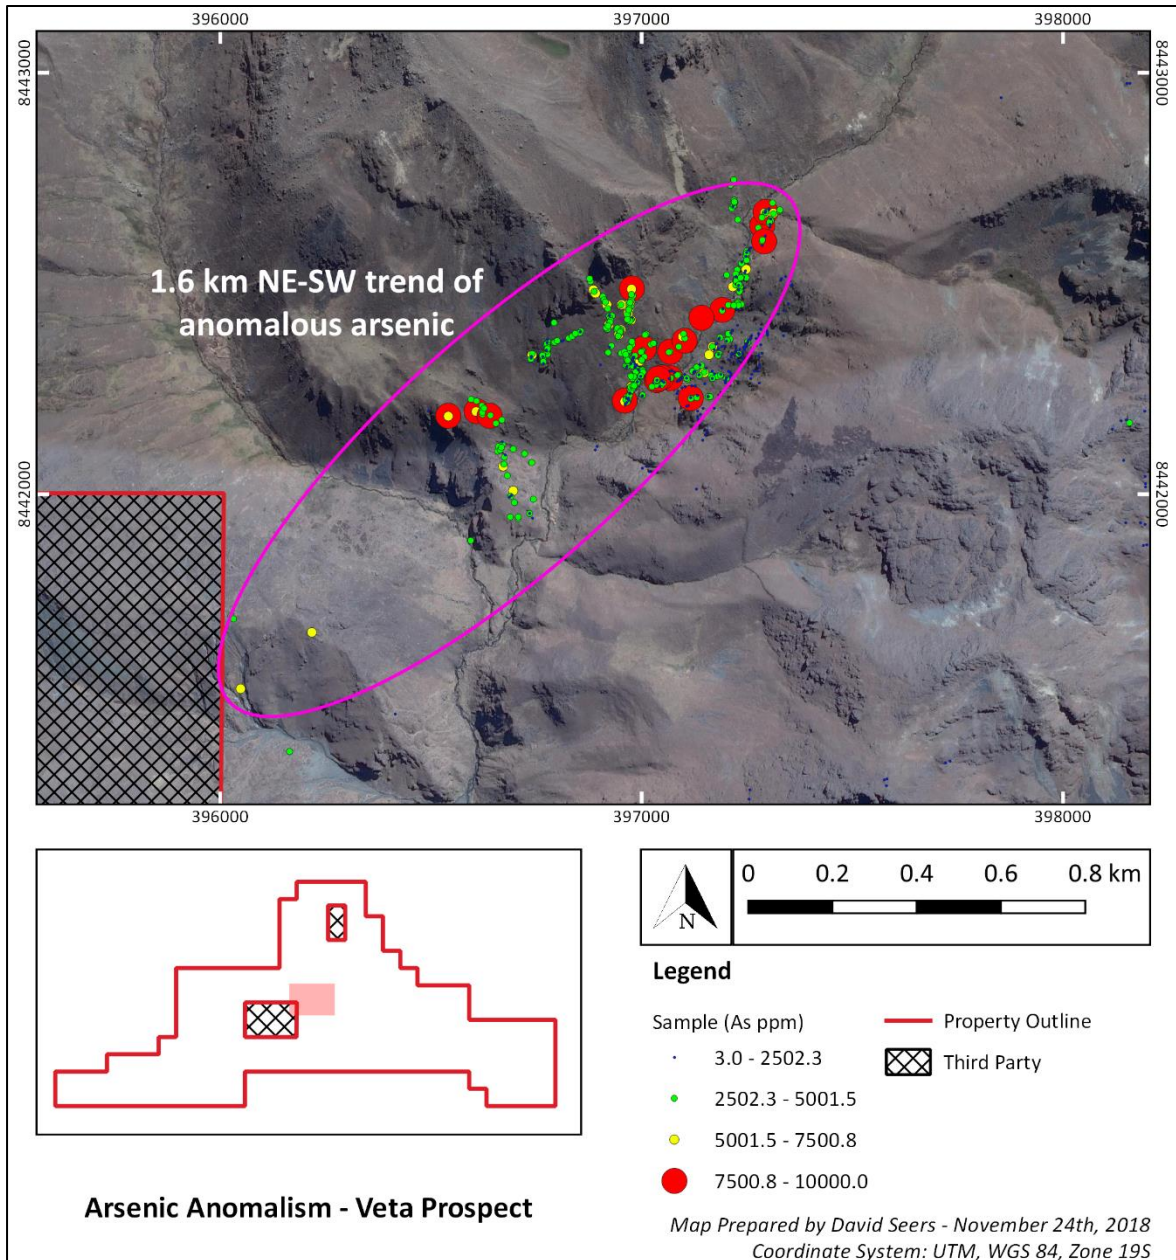 396000
397000
398000
8443000
8443000
1.6 km NE-SW trend of
anomalous arsenic
8442000
8442000
396000
397000
398000
N
0 0.2 0.4 0.6 0.8 km
Legend
Sample (As ppm)
3.0 - 2502.3
2502.3 - 5001.5
5001.5 - 7500.8
7500.8 - 10000.0
Property Outline
Third Party
Arsenic Anomalism - Veta Prospect
Map Prepared by David Seers - November 24th, 2018
Coordinate System: UTM, WGS 84, Zone 19S